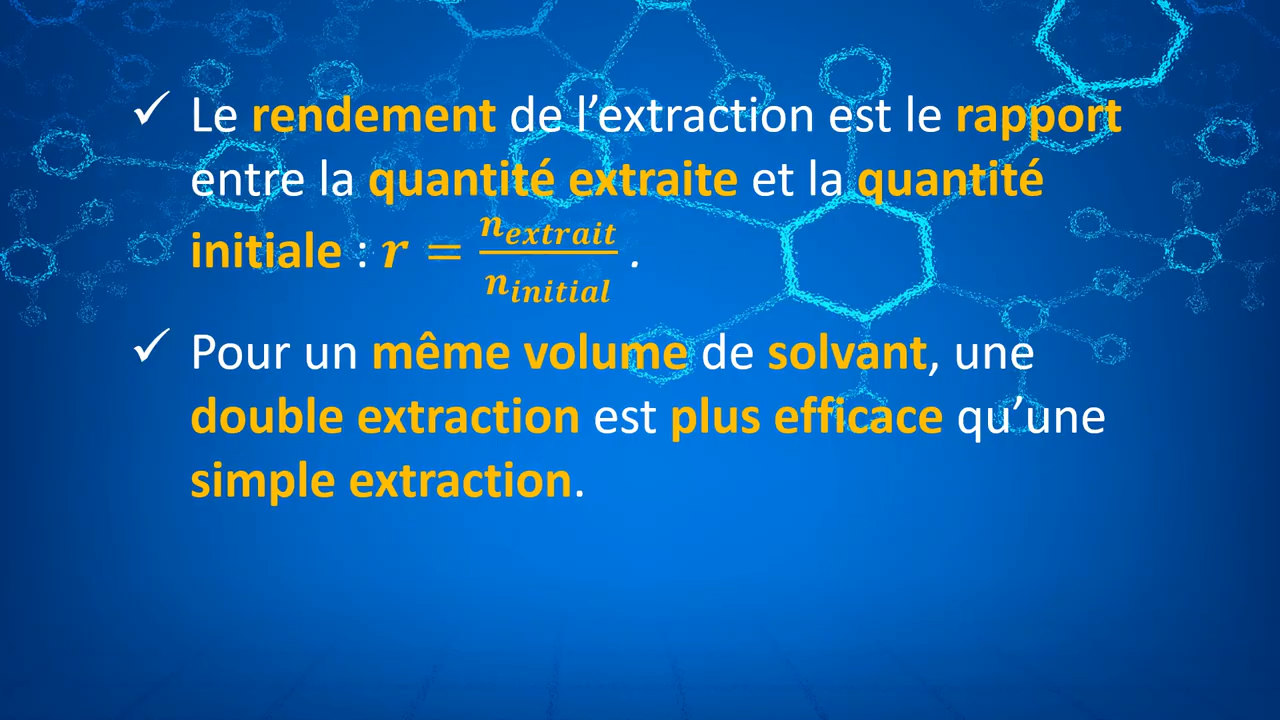 ✓ Le rendement de l’extraction est le rapport
entre la quantité extraite et la quantité
initiale : r = n_extrait / n_initial .
✓ Pour un même volume de solvant, une
double extraction est plus efficace qu’une
simple extraction.